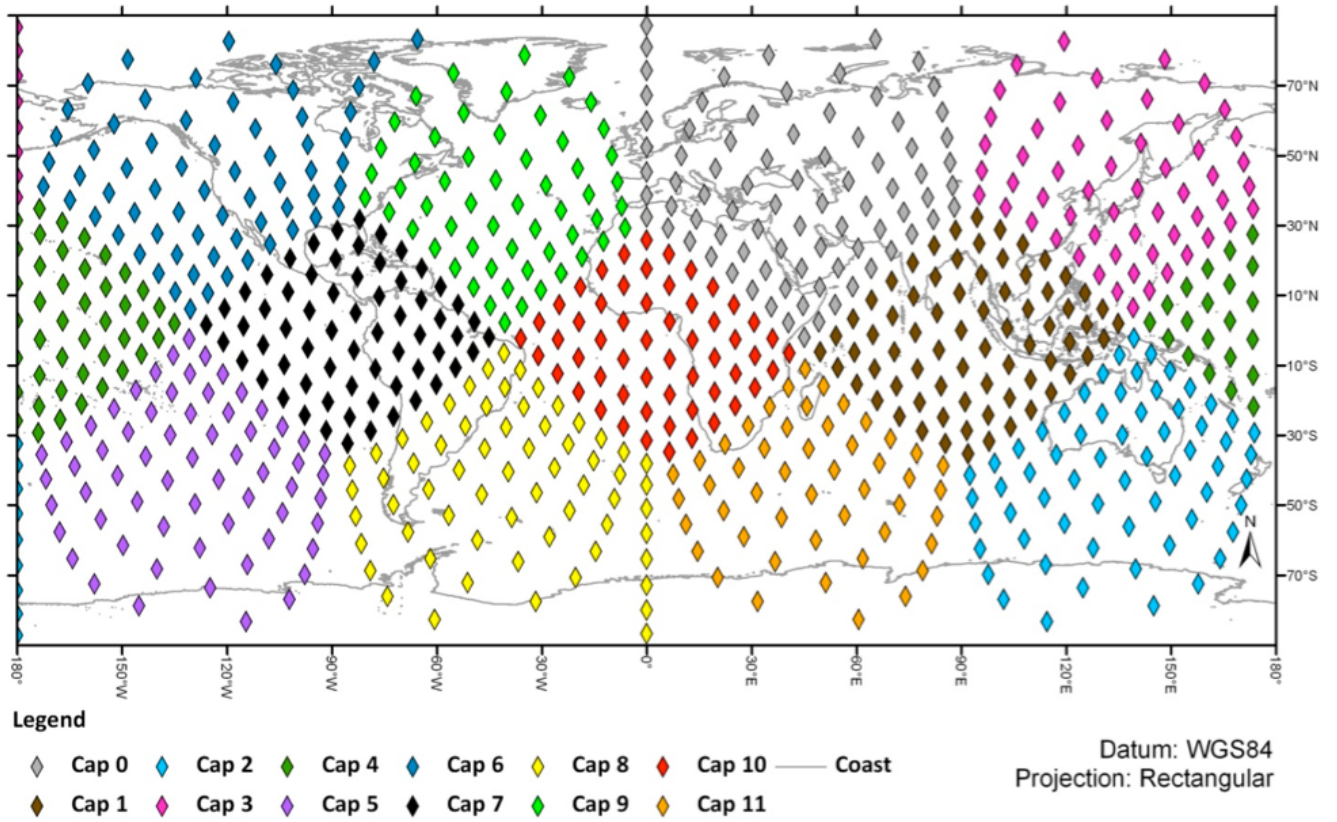 70°N
50°N
30°N
10°N
10°S
30°S
50°S
N
70°S
180° 150°W 120°W 90°W 60°W 30°W 0° 30°E 60°E 90°E 120°E 150°E 180°
Legend
Cap 0 Cap 2 Cap 4 Cap 6 Cap 8 Cap 10 Coast
Cap 1 Cap 3 Cap 5 Cap 7 Cap 9 Cap 11
Datum: WGS84
Projection: Rectangular